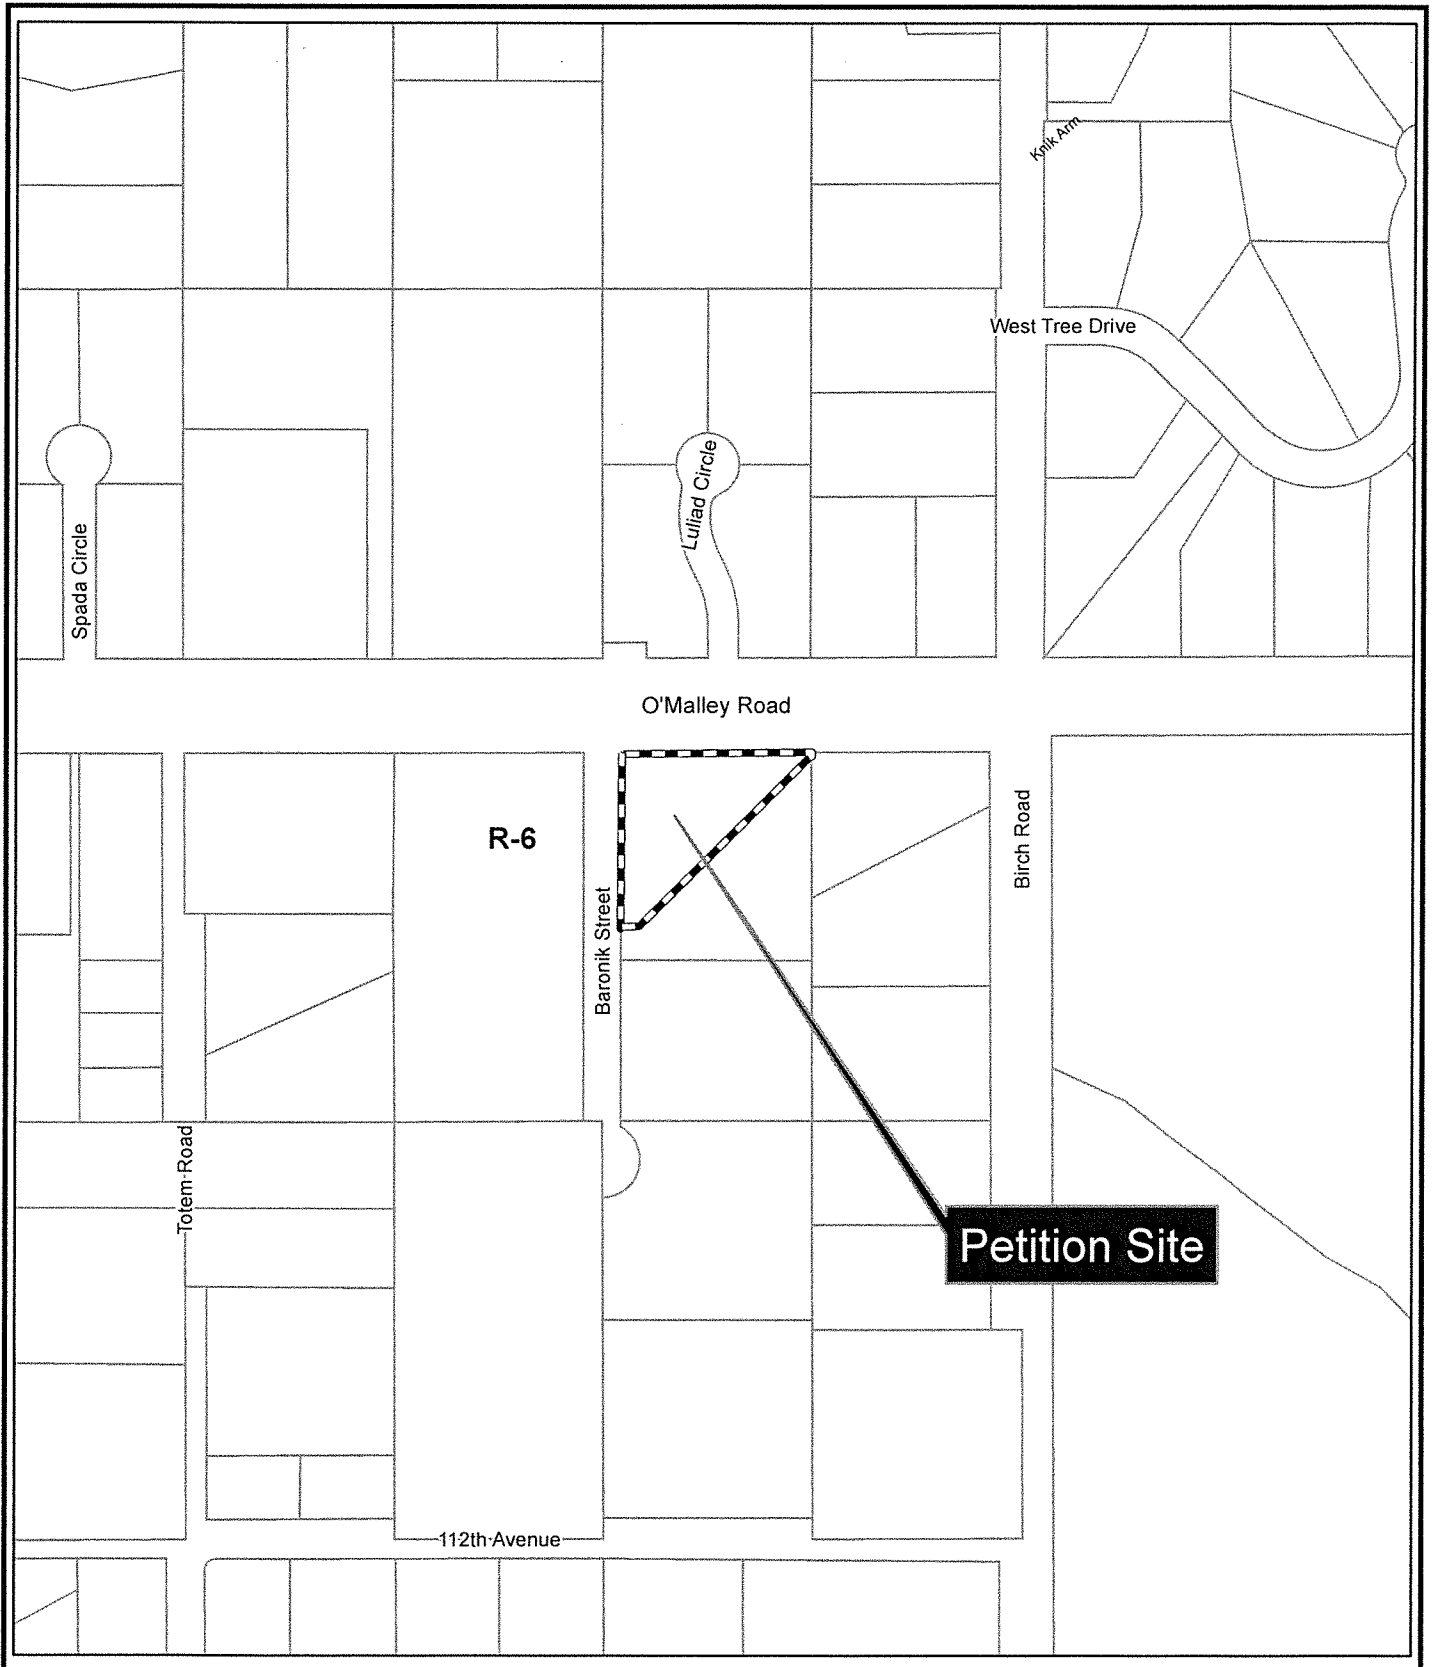 Knik Arm
West Tree Drive
Luliad Circle
Spada Circle
O'Malley Road
R-6
Birch Road
Baronik Street
Totem Road
Petition Site
112th Avenue